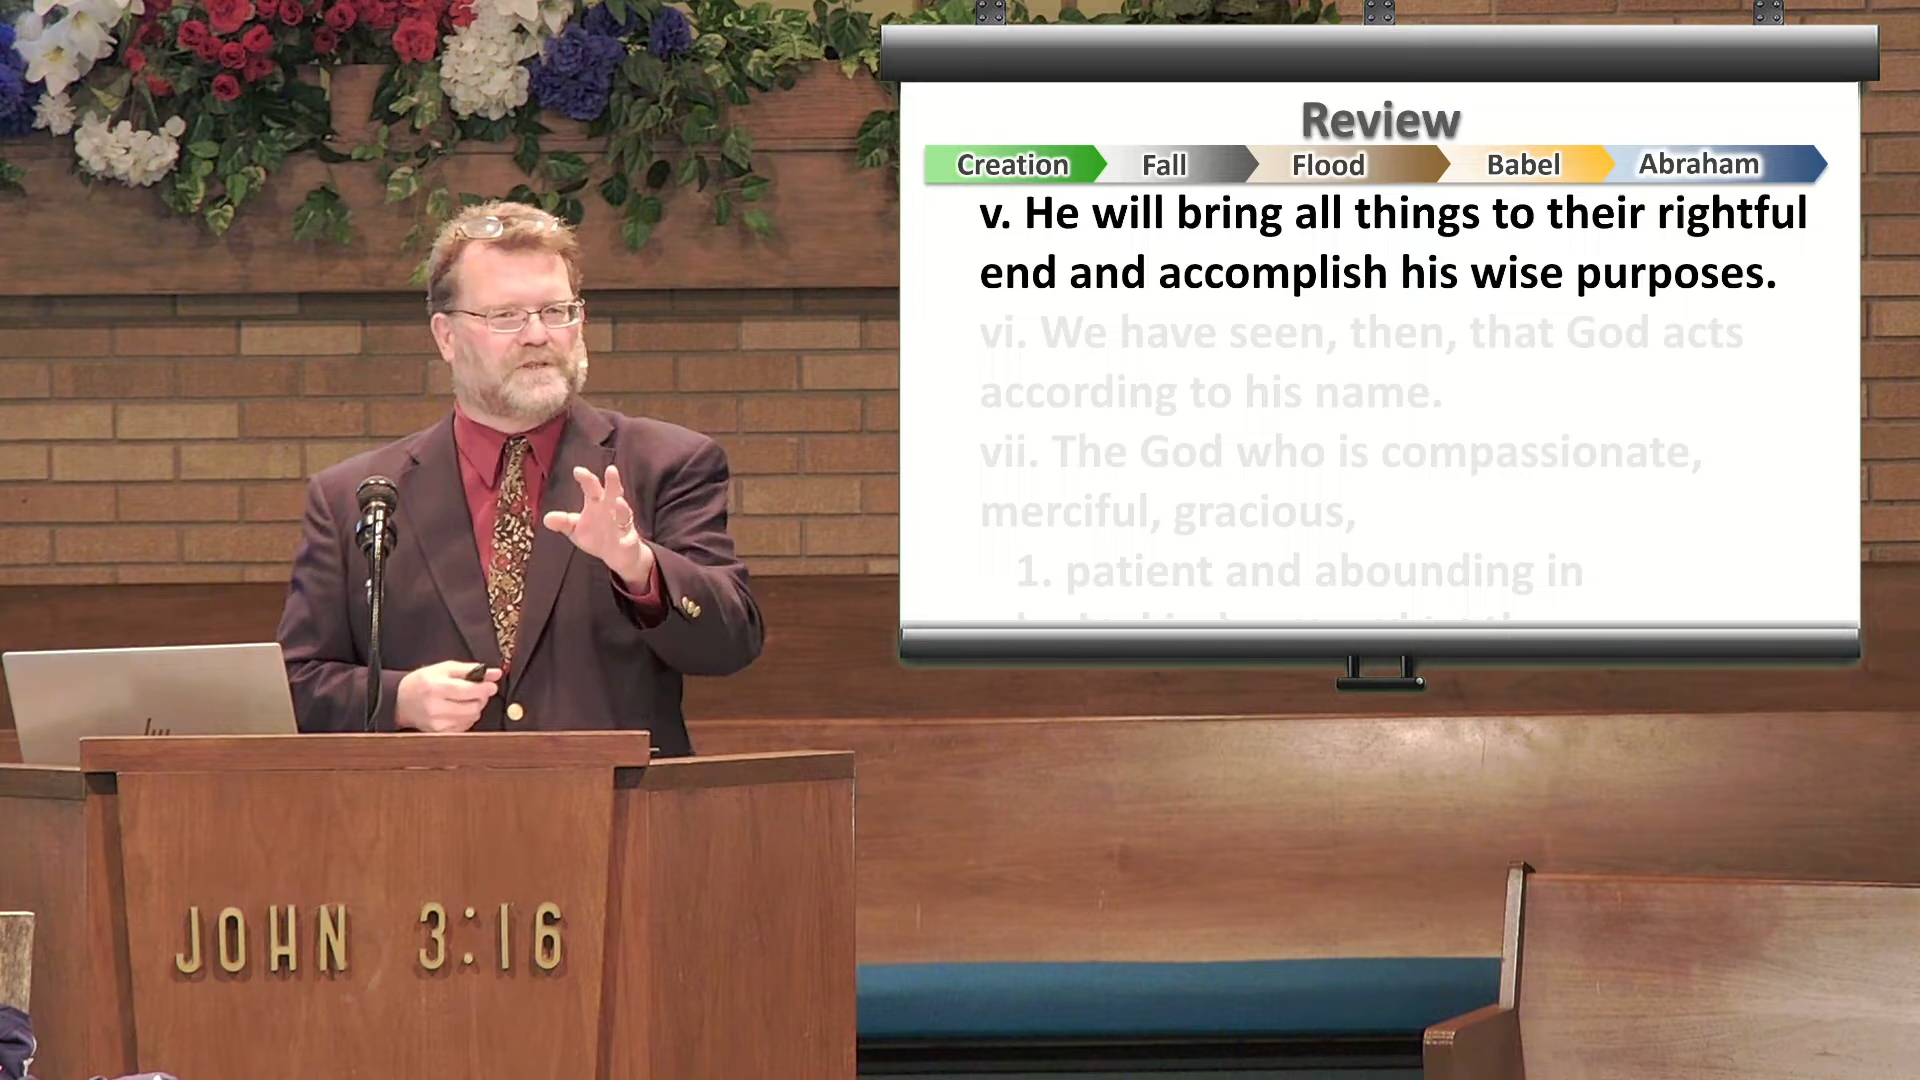 Review
Creation Fall Flood Babel Abraham
v. He will bring all things to their rightful
end and accomplish his wise purposes.
vi. We have seen, then, that God acts
according to his name.
vii. The God who is compassionate,
merciful, gracious,
1. patient and abounding in
JOHN 3:16